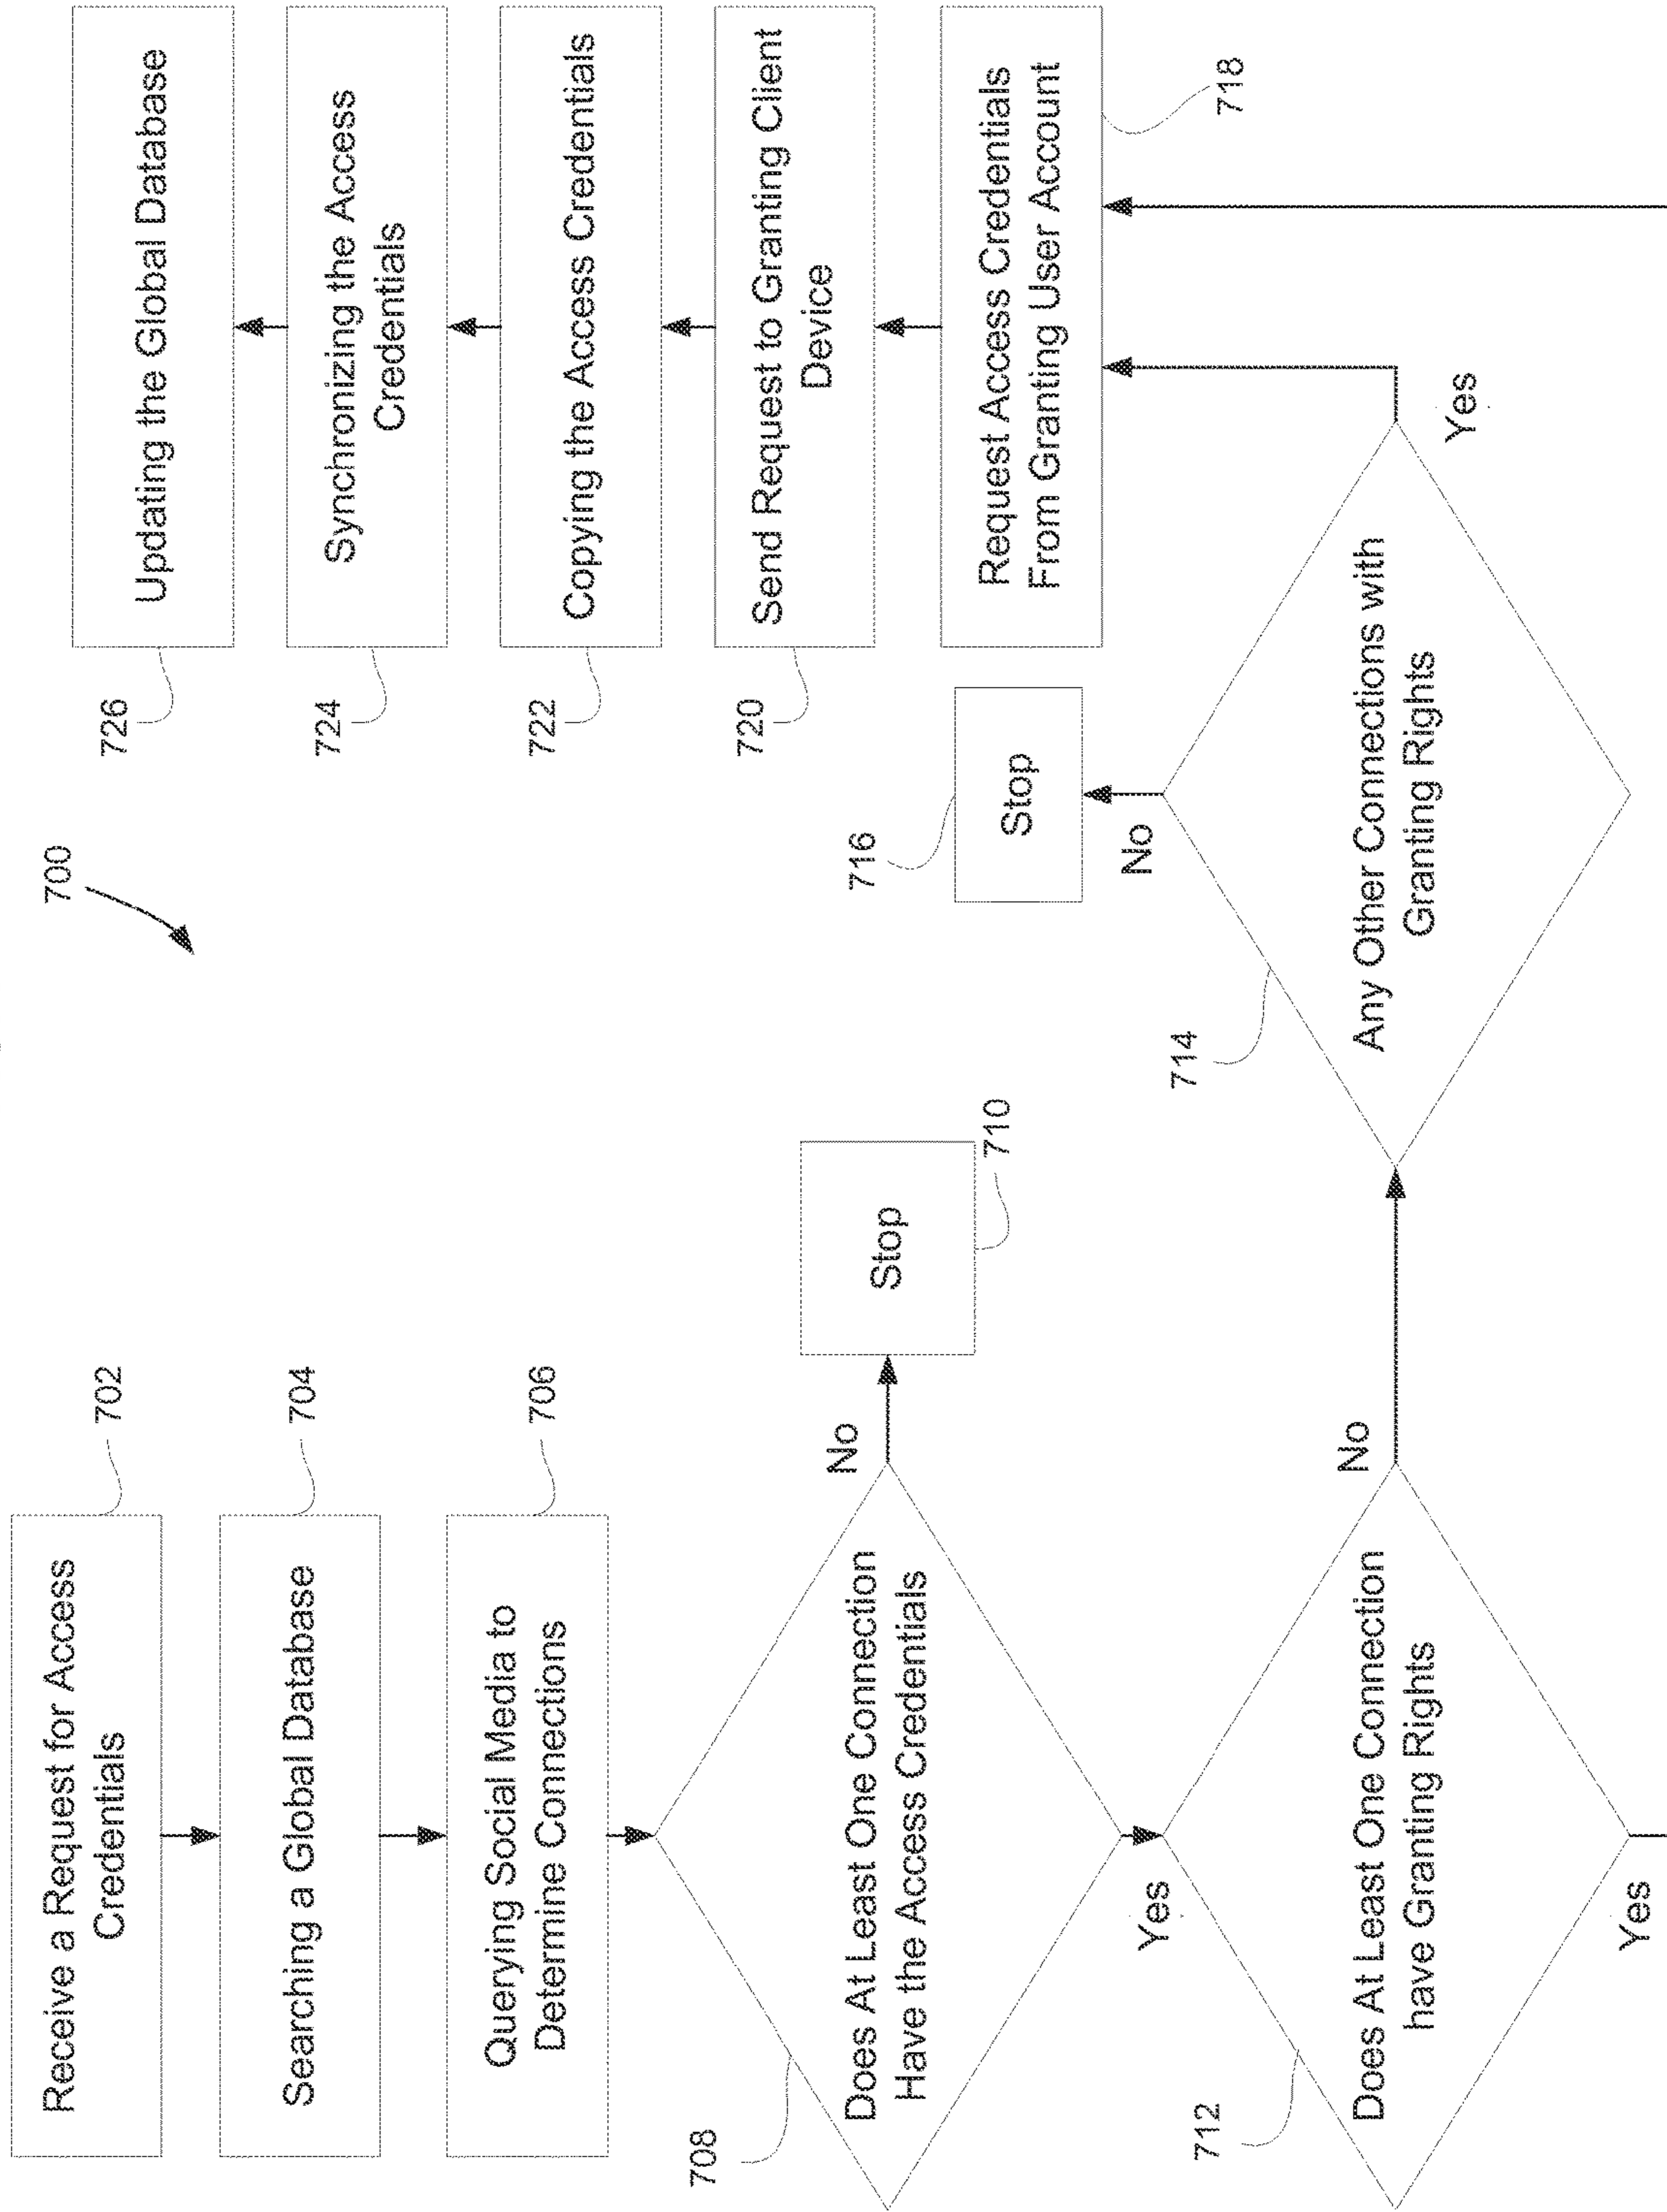 700
Receive a Request for Access
Credentials
702
Searching a Global Database
704
Querying Social Media to
Determine Connections
706
Does At Least One Connection
Have the Access Credentials
708
No
Stop
710
Yes
Does At Least One Connection
have Granting Rights
712
No
Yes
Any Other Connections with
Granting Rights
714
No
Stop
716
Yes
Request Access Credentials
From Granting User Account
718
Send Request to Granting Client
Device
720
Copying the Access Credentials
722
Synchronizing the Access
Credentials
724
Updating the Global Database
726